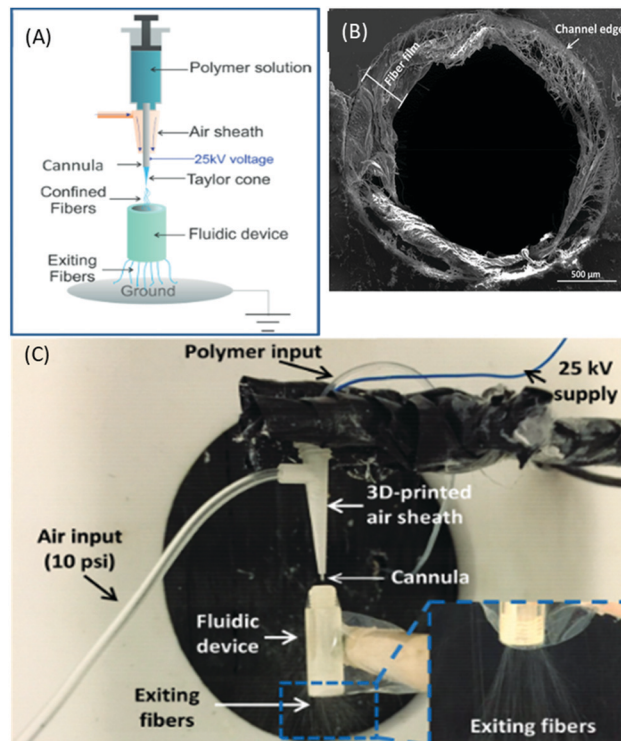 (A)
Polymer solution
Air sheath
Cannula
25kV voltage
Taylor cone
Confined
Fibers
Fluidic device
Exiting
Fibers
Ground
(B)
Channel edge
Fiber film
500 µm
(C)
Polymer input
25 kV
supply
3D-printed
air sheath
Air input
(10 psi)
Cannula
Fluidic
device
Exiting
fibers
Exiting fibers